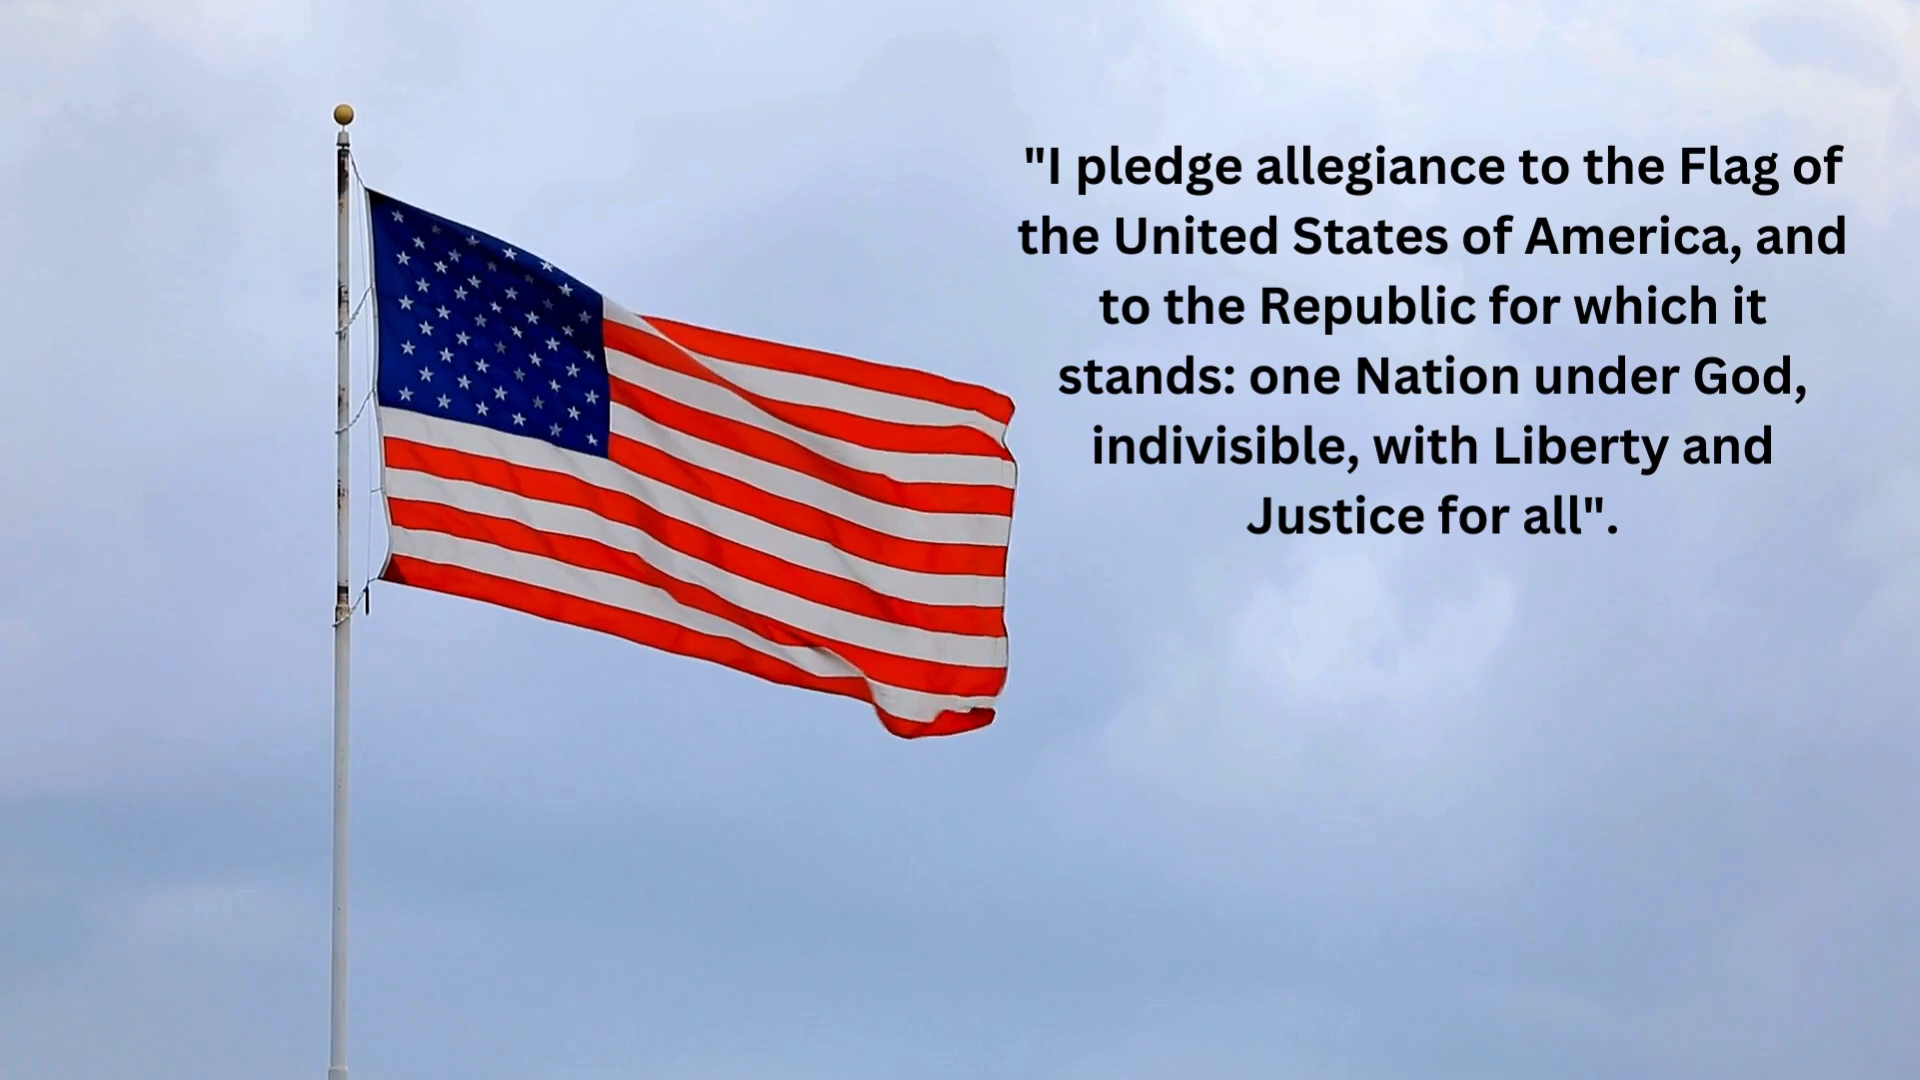 "I pledge allegiance to the Flag of
the United States of America, and
to the Republic for which it
stands: one Nation under God,
indivisible, with Liberty and
Justice for all".